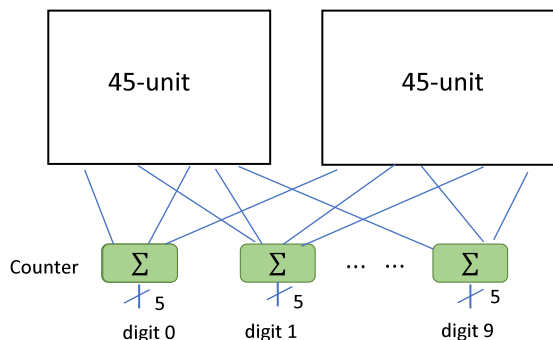 45-unit 45-unit
Counter Σ Σ ... ... Σ
5 5 5
digit 0 digit 1 digit 9